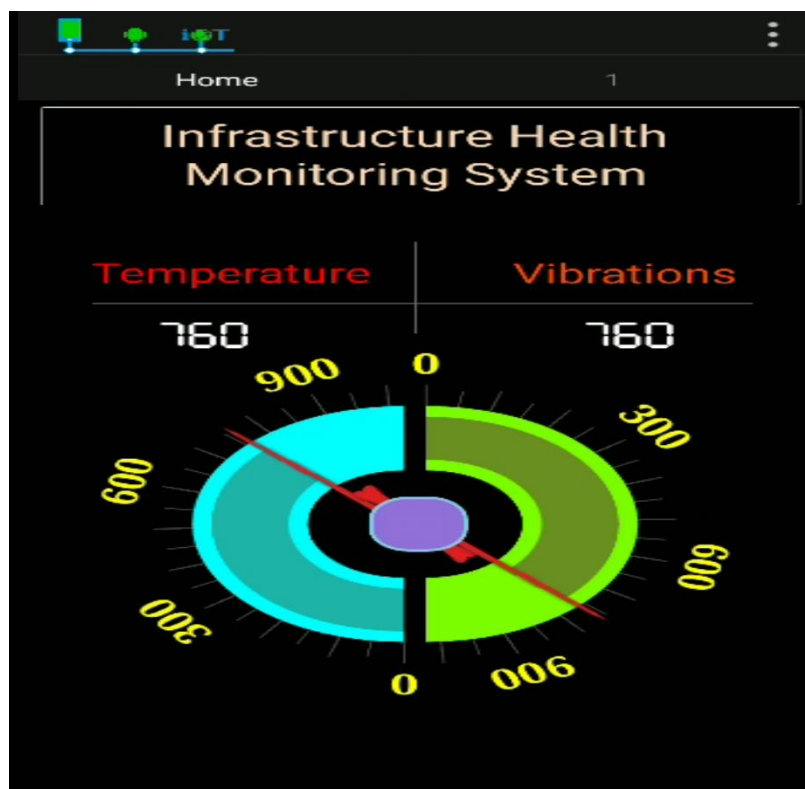 iOT
Home 1
Infrastructure Health
Monitoring System
Temperature Vibrations
760 760
900 0
300
600
600
300
900
0